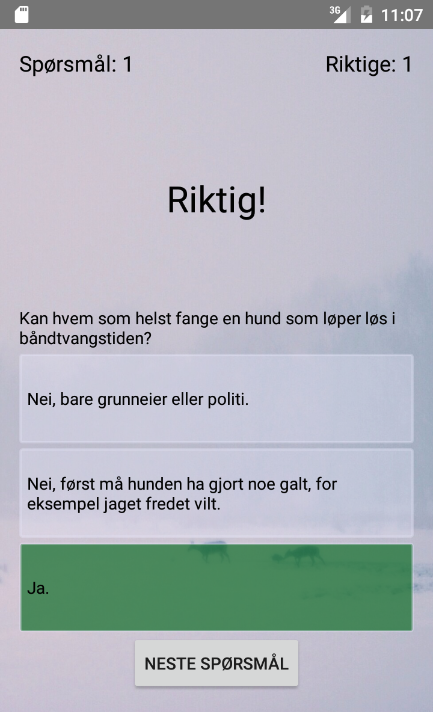 3G 11:07
Spørsmål: 1 Riktige: 1
Riktig!
Kan hvem som helst fange en hund som løper løs i
båndtvangstiden?
Nei, bare grunneier eller politi.
Nei, først må hunden ha gjort noe galt, for
eksempel jaget fredet vilt.
Ja.
NESTE SPØRSMÅL